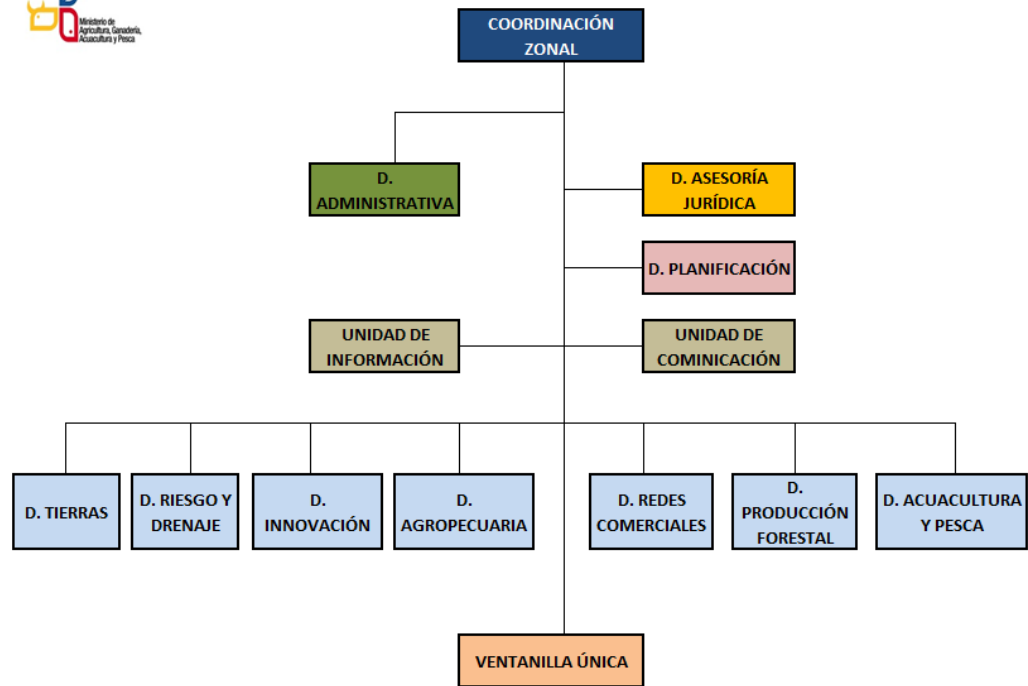 Ministerio de
Agricultura, Ganadería,
Acuacultura y Pesca
COORDINACIÓN
ZONAL
D.
ADMINISTRATIVA
D. ASESORÍA
JURÍDICA
D. PLANIFICACIÓN
UNIDAD DE
INFORMACIÓN
UNIDAD DE
COMINICACIÓN
D. TIERRAS
D. RIESGO Y
DRENAJE
D.
INNOVACIÓN
D.
AGROPECUARIA
D. REDES
COMERCIALES
D.
PRODUCCIÓN
FORESTAL
D. ACUACULTURA
Y PESCA
VENTANILLA ÚNICA